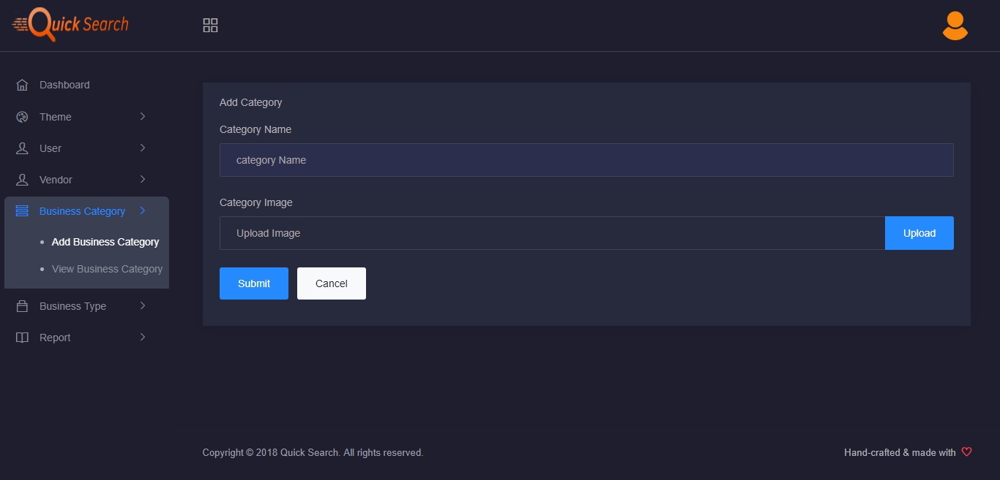 Quick Search
Dashboard
Theme
User
Vendor
Business Category
Add Business Category
View Business Category
Business Type
Report
Add Category
Category Name
category Name
Category Image
Upload Image
Upload
Submit
Cancel
Copyright © 2018 Quick Search. All rights reserved.
Hand-crafted & made with